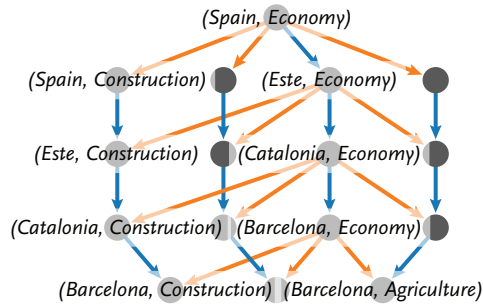 (Spain, Economy)
(Spain, Construction) (Este, Economy)
(Este, Construction) (Catalonia, Economy)
(Catalonia, Construction) (Barcelona, Economy)
(Barcelona, Construction) (Barcelona, Agriculture)